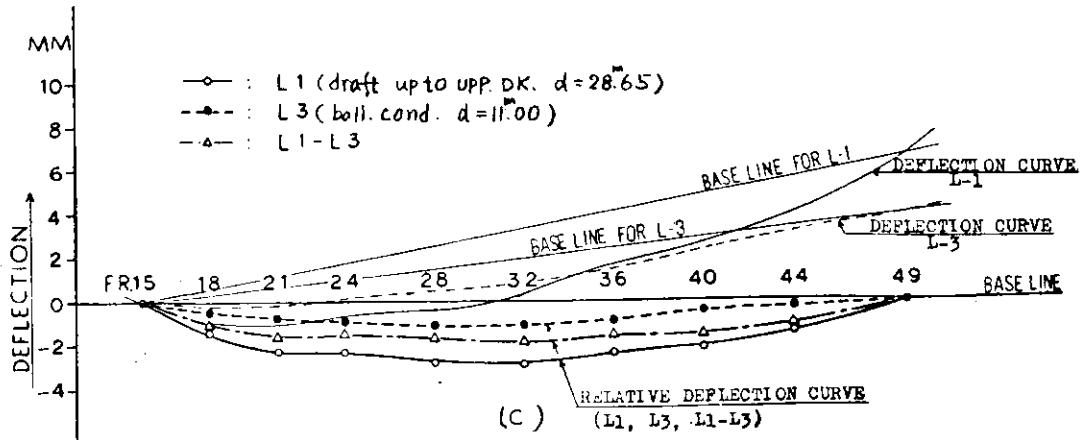 MM
10
8
6
4
2
0
-2
-4
DEFLECTION
: L1 (draft up to UPP. DK. d=28.65)
m
: L3 (ball. cond. d=11.00)
m
: L1-L3
BASE LINE FOR L-1
DEFLECTION CURVE
L-1
BASE LINE FOR L-3
DEFLECTION CURVE
L-3
FR.15 18 21 24 28 32 36 40 44 49
BASE LINE
RELATIVE DEFLECTION CURVE
(L1, L3, L1-L3)
(C)